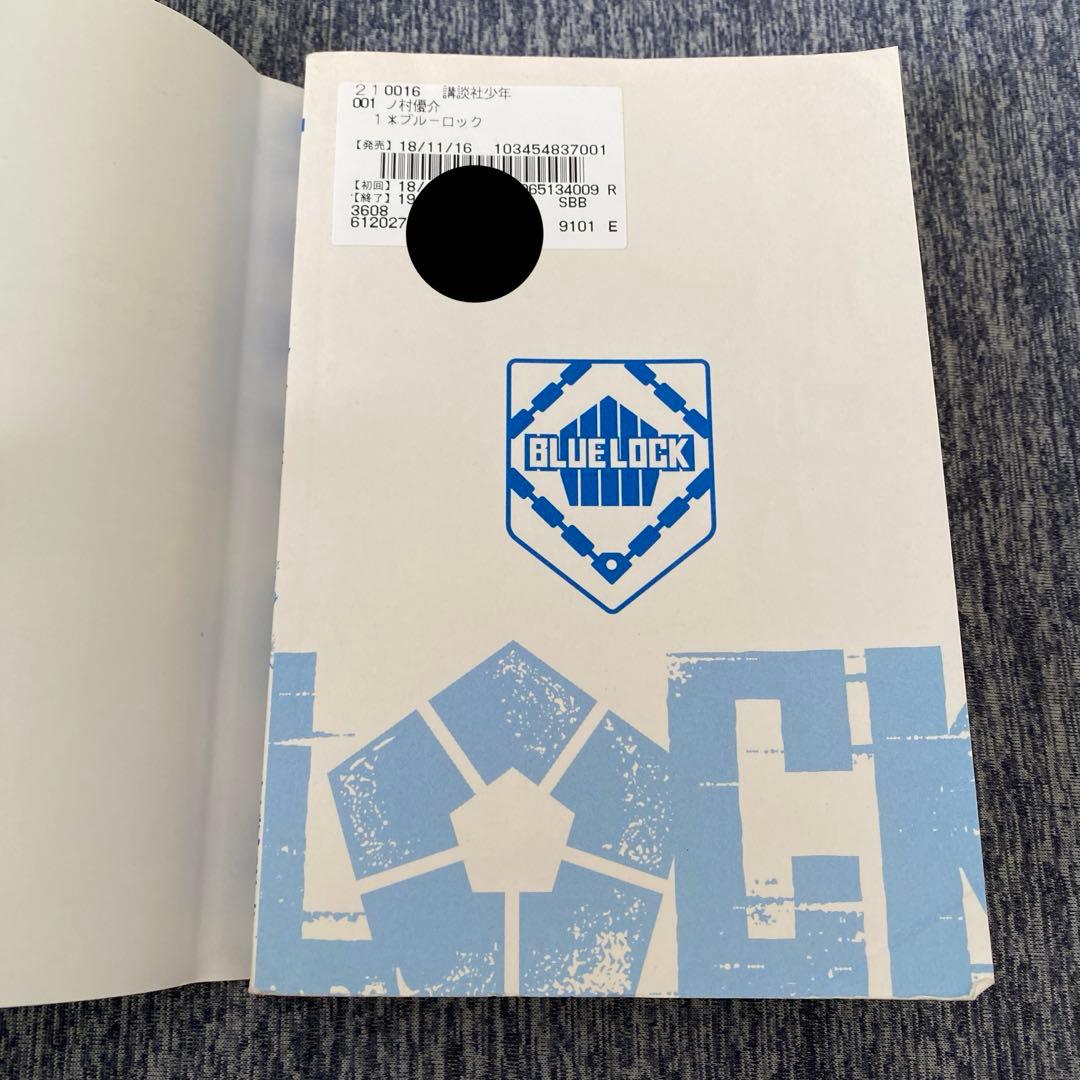 210016 講談社少年
001 ノ村優介
1*ブルーロック
【発売】18/11/16 103454837001
【初回】18/ 065134009 R
【終了】19 SBB
3608
612027 9101 E
BLUE LOCK
LOCK